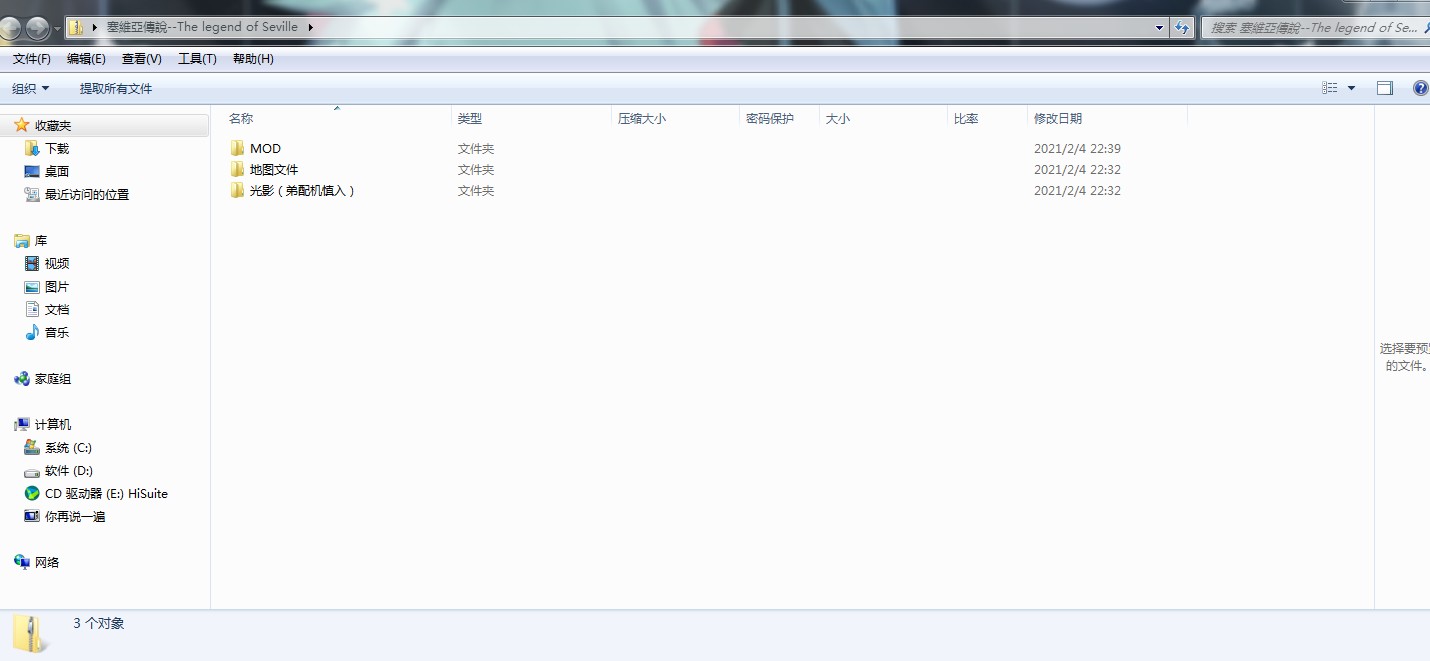 塞維亞傳說--The legend of Seville
搜索 塞維亞傳說--The legend of Se...
文件(F) 编辑(E) 查看(V) 工具(T) 帮助(H)
组织 提取所有文件
名称 类型 压缩大小 密码保护 大小 比率 修改日期
MOD 文件夹 2021/2/4 22:39
地图文件 文件夹 2021/2/4 22:32
光影（弟配机慎入） 文件夹 2021/2/4 22:32
收藏夹
下载
桌面
最近访问的位置
库
视频
图片
文档
音乐
家庭组
计算机
系统 (C:)
软件 (D:)
CD 驱动器 (E:) HiSuite
你再说一遍
网络
选择要预
的文件。
3 个对象